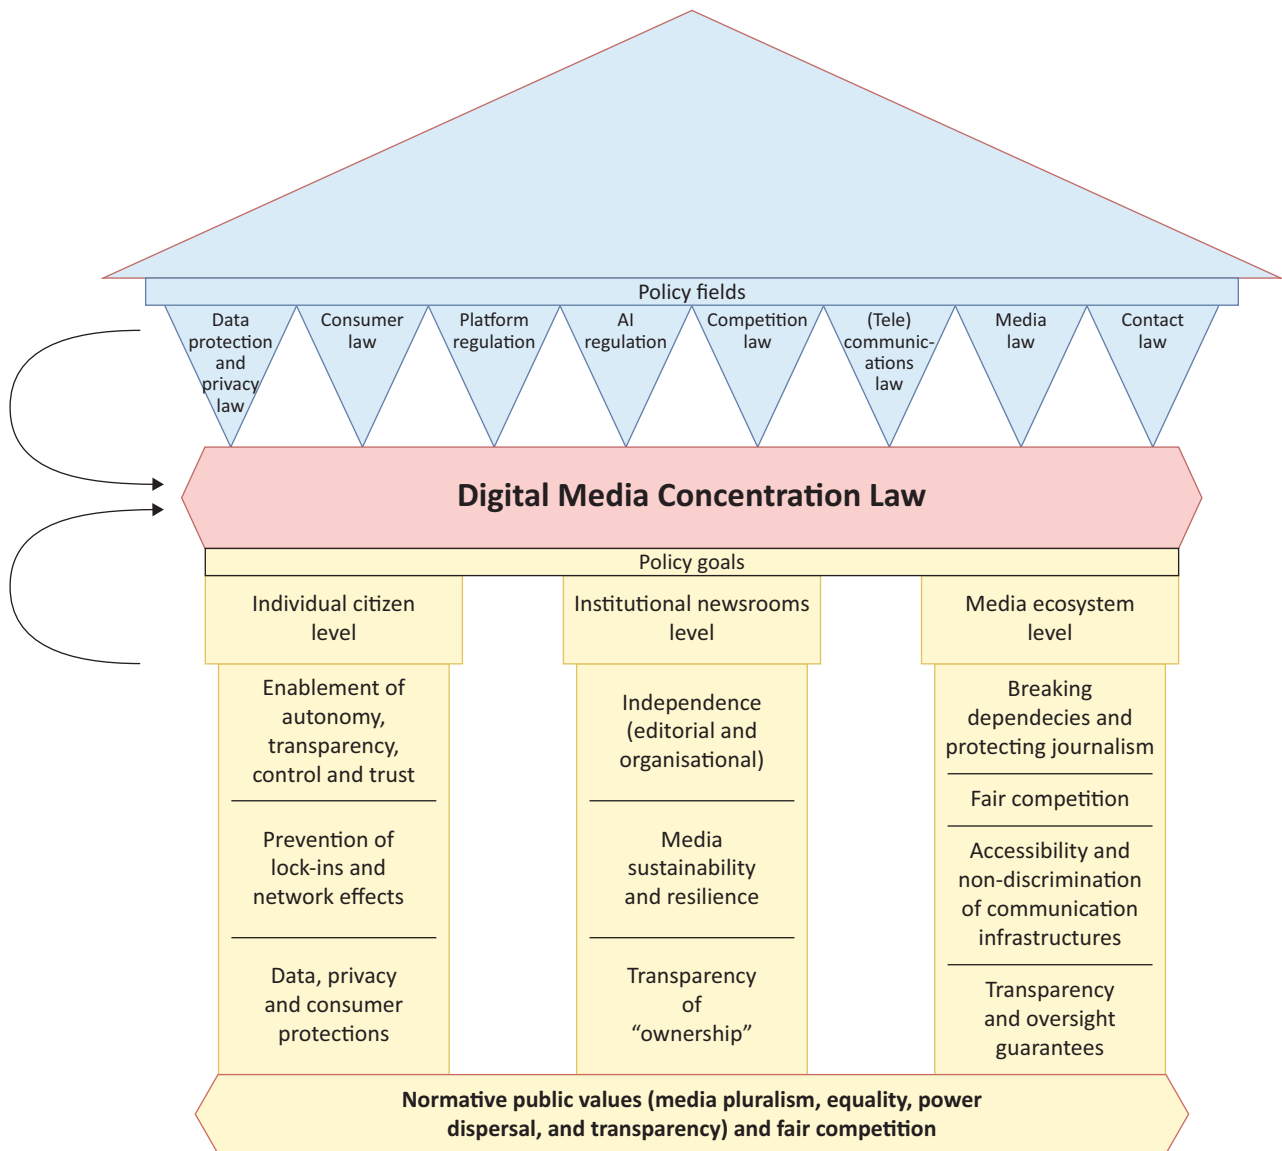 Policy fields
Data
protection
and
privacy
law
Consumer
law
Platform
regulation
AI
regulation
Competition
law
(Tele)
communic-
ations
law
Media
law
Contact
law
Digital Media Concentration Law
Policy goals
Individual citizen
level
Enablement of
autonomy,
transparency,
control and trust
Prevention of
lock-ins and
network effects
Data, privacy
and consumer
protections
Institutional newsrooms
level
Independence
(editorial and
organisational)
Media
sustainability
and resilience
Transparency
of
“ownership”
Media ecosystem
level
Breaking
dependecies and
protecting journalism
Fair competition
Accessibility and
non-discrimination
of communication
infrastructures
Transparency
and oversight
guarantees
Normative public values (media pluralism, equality, power
dispersal, and transparency) and fair competition